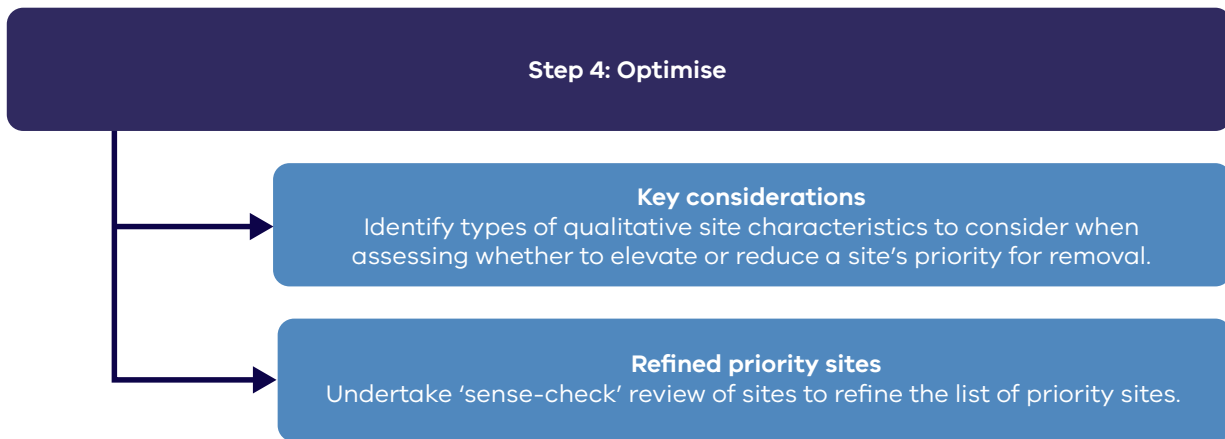 Step 4: Optimise
Key considerations
Identify types of qualitative site characteristics to consider when
assessing whether to elevate or reduce a site’s priority for removal.
Refined priority sites
Undertake ‘sense-check’ review of sites to refine the list of priority sites.